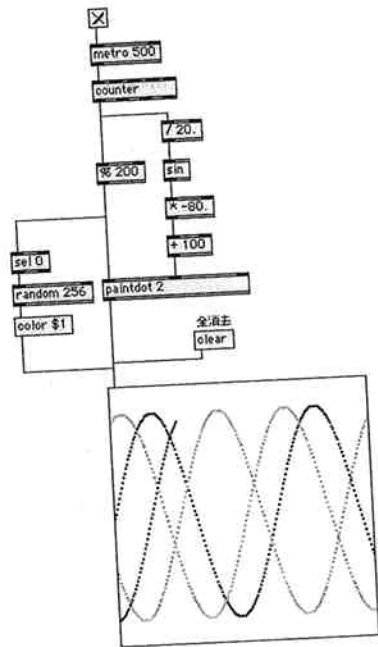 metro 500
counter
/ 20.
% 200
sin
* -80.
+ 100
sel 0
random 256
paintdot 2
color $1
全消去
clear